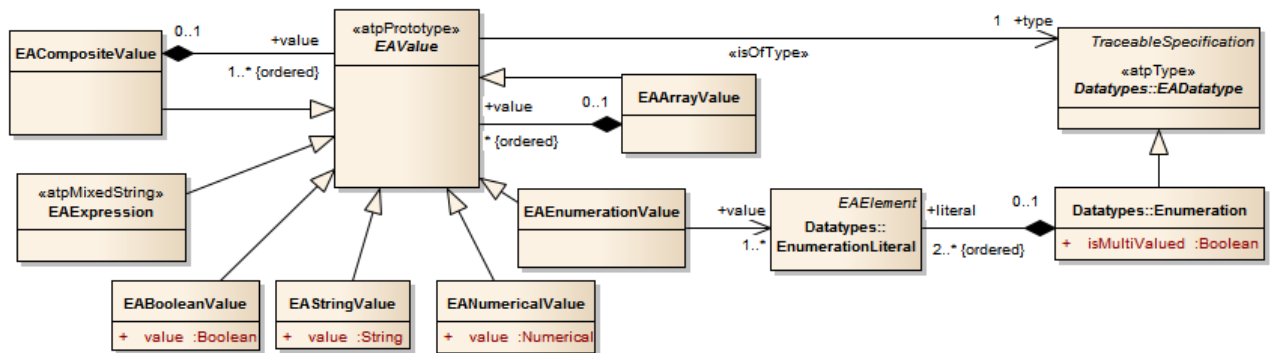 EACompositeValue
0..1
+value
1..* {ordered}
«atpPrototype»
EAValue
1 +type
«isOfType»
TraceableSpecification
«atpType»
Datatypes::EADatatype
EAArrayValue
+value
0..1
* {ordered}
«atpMixedString»
EAExpression
EAEnumerationValue
+value
1..*
EAElement
Datatypes::
EnumerationLiteral
+literal
0..1
2..* {ordered}
Datatypes::Enumeration
+ isMultiValued :Boolean
EABooleanValue
+ value :Boolean
EAStringValue
+ value :String
EANumericalValue
+ value :Numerical